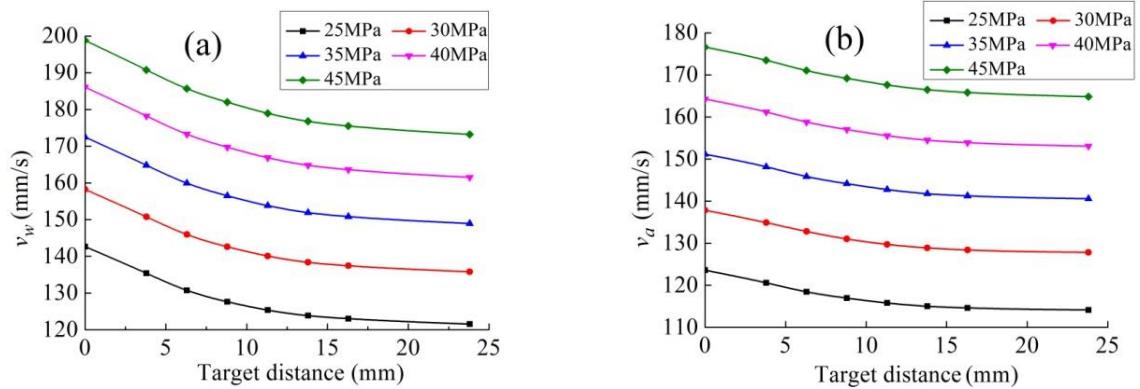 (a)
25MPa 30MPa
35MPa 40MPa
45MPa
v_w (mm/s)
200
190
180
170
160
150
140
130
120
0 5 10 15 20 25
Target distance (mm)
(b)
25MPa 30MPa
35MPa 40MPa
45MPa
v_a (mm/s)
180
170
160
150
140
130
120
110
0 5 10 15 20 25
Target distance (mm)